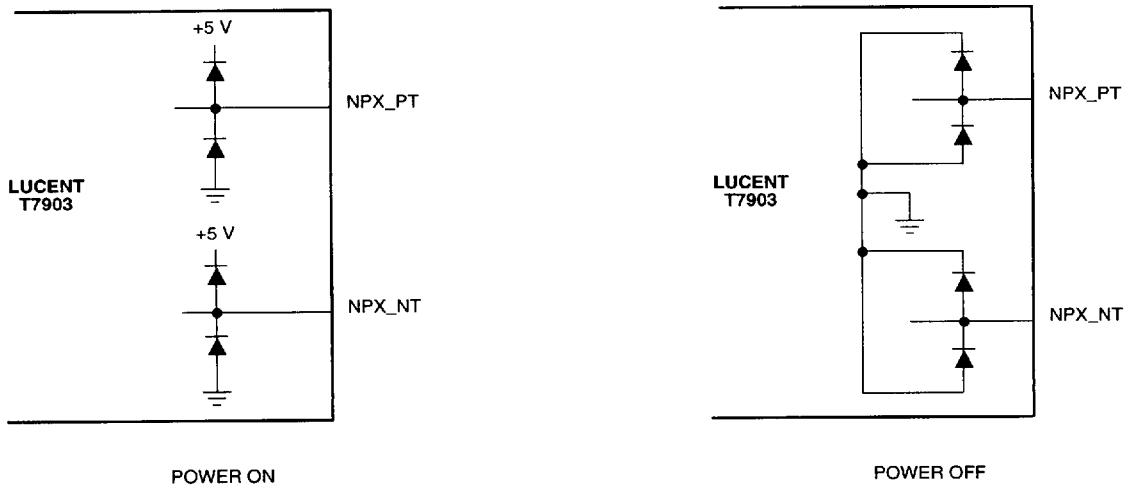 +5 V
NPX_PT
LUCENT
T7903
+5 V
NPX_NT
POWER ON
NPX_PT
LUCENT
T7903
NPX_NT
POWER OFF